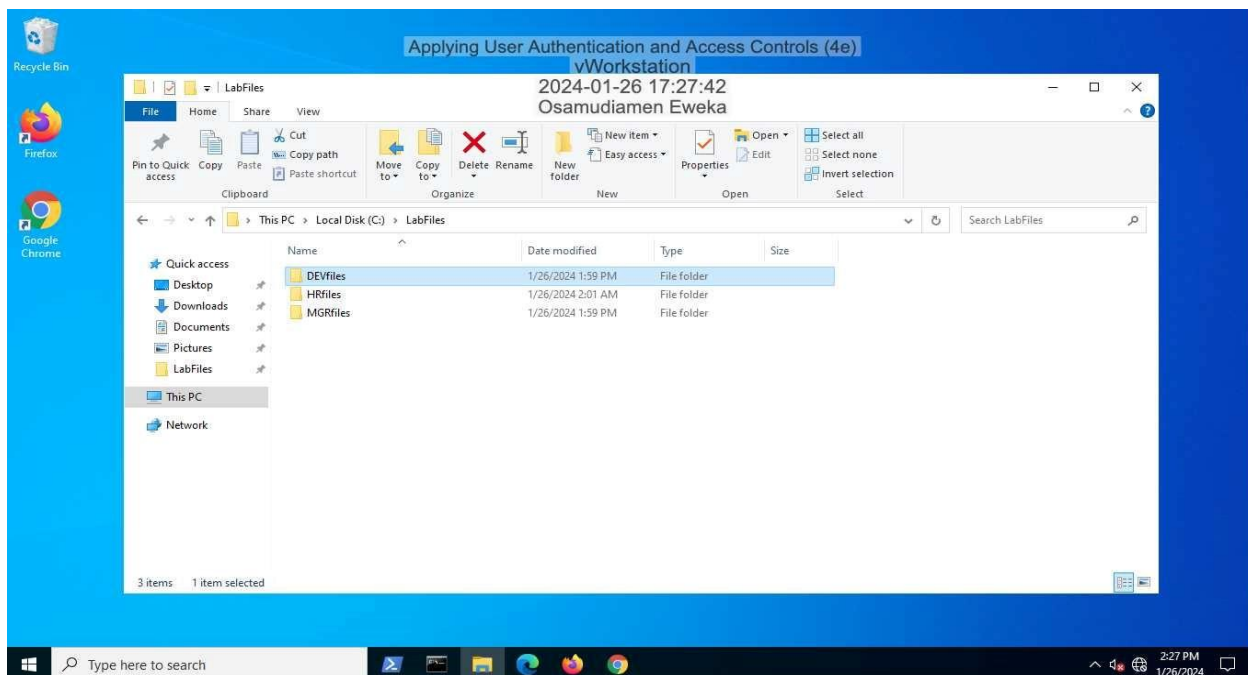 Recycle Bin
Firefox
Google
Chrome
Applying User Authentication and Access Controls (4e)
vWorkstation
2024-01-26 17:27:42
Osamudiamen Eweka
LabFiles
File Home Share View
Pin to Quick access
Copy
Paste
Cut
Copy path
Paste shortcut
Clipboard
Move to
Copy to
Delete
Rename
Organize
New folder
New item
Easy access
New
Properties
Open
Edit
Open
Select all
Select none
Invert selection
Select
This PC > Local Disk (C:) > LabFiles
Search LabFiles
Quick access
Desktop
Downloads
Documents
Pictures
LabFiles
This PC
Network
Name Date modified Type Size
DEVfiles 1/26/2024 1:59 PM File folder
HRfiles 1/26/2024 2:01 AM File folder
MGRfiles 1/26/2024 1:59 PM File folder
3 items 1 item selected
Type here to search
2:27 PM
1/26/2024